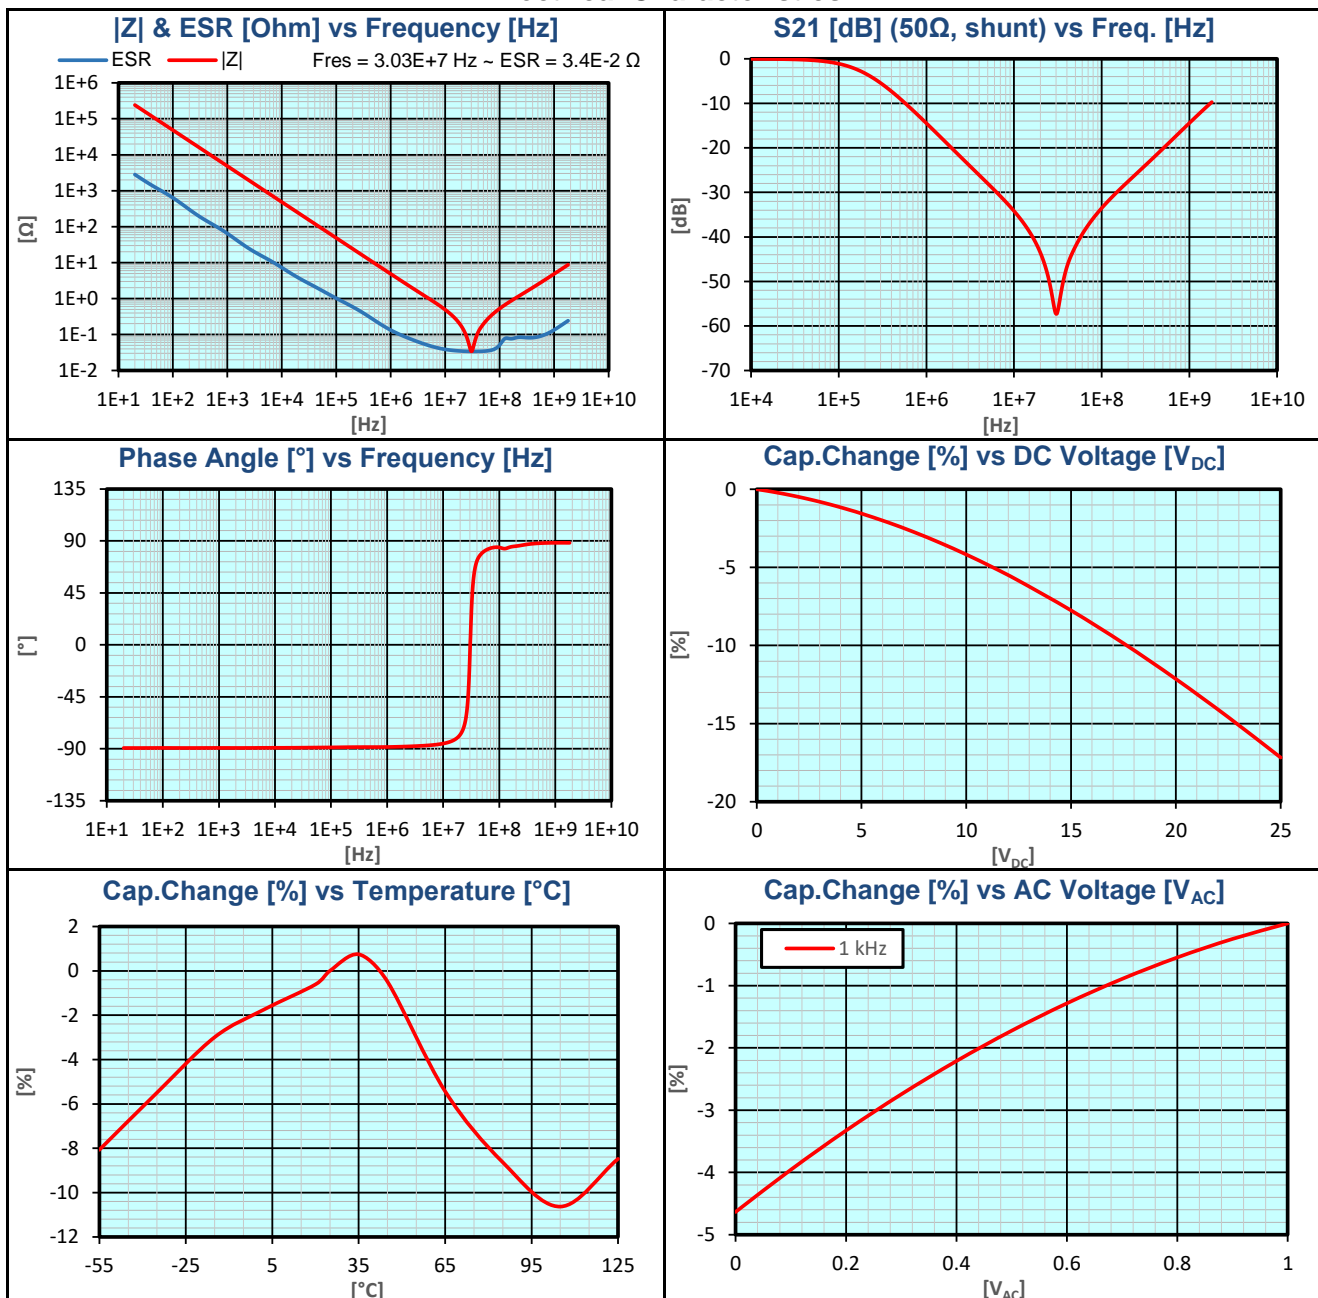 |Z| & ESR [Ohm] vs Frequency [Hz]
ESR |Z| Fres = 3.03E+7 Hz ~ ESR = 3.4E-2 Ω
1E+6
1E+5
1E+4
1E+3
1E+2
1E+1
1E+0
1E-1
1E-2
[Ω]
1E+1 1E+2 1E+3 1E+4 1E+5 1E+6 1E+7 1E+8 1E+9 1E+10
[Hz]
S21 [dB] (50Ω, shunt) vs Freq. [Hz]
0
-10
-20
-30
-40
-50
-60
-70
[dB]
1E+4 1E+5 1E+6 1E+7 1E+8 1E+9 1E+10
[Hz]
Phase Angle [°] vs Frequency [Hz]
135
90
45
0
-45
-90
-135
[°]
1E+1 1E+2 1E+3 1E+4 1E+5 1E+6 1E+7 1E+8 1E+9 1E+10
[Hz]
Cap.Change [%] vs DC Voltage [VDC]
0
-5
-10
-15
-20
[%]
0 5 10 15 20 25
[VDC]
Cap.Change [%] vs Temperature [°C]
2
0
-2
-4
-6
-8
-10
-12
[%]
-55 -25 5 35 65 95 125
[°C]
Cap.Change [%] vs AC Voltage [VAC]
1 kHz
0
-1
-2
-3
-4
-5
[%]
0 0.2 0.4 0.6 0.8 1
[VAC]